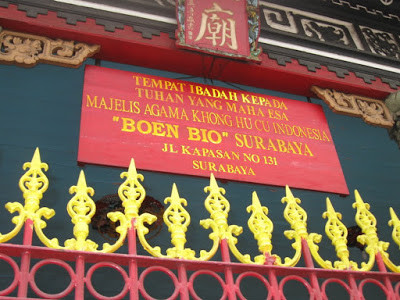 廟
TEMPAT IBADAH KEPADA
TUHAN YANG MAHA ESA
MAJELIS AGAMA KHONG HU CU INDONESIA
"BOEN BIO" SURABAYA
JL KAPASAN NO 131
SURABAYA